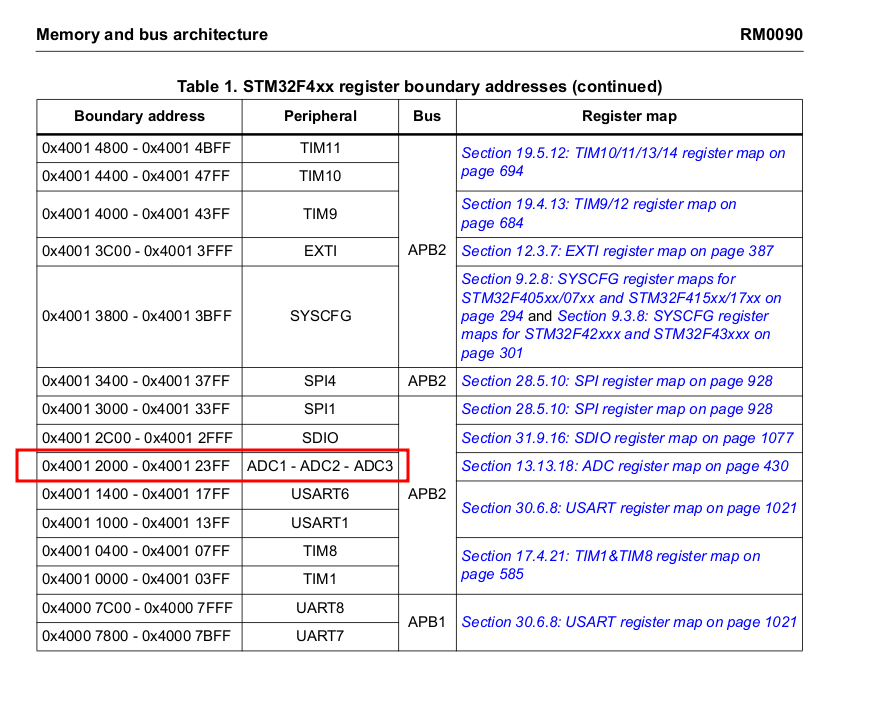 Memory and bus architecture RM0090
Table 1. STM32F4xx register boundary addresses (continued)
Boundary address Peripheral Bus Register map
0x4001 4800 - 0x4001 4BFF TIM11
0x4001 4400 - 0x4001 47FF TIM10
Section 19.5.12: TIM10/11/13/14 register map on
page 694
0x4001 4000 - 0x4001 43FF TIM9
Section 19.4.13: TIM9/12 register map on
page 684
0x4001 3C00 - 0x4001 3FFF EXTI APB2 Section 12.3.7: EXTI register map on page 387
0x4001 3800 - 0x4001 3BFF SYSCFG
Section 9.2.8: SYSCFG register maps for
STM32F405xx/07xx and STM32F415xx/17xx on
page 294 and Section 9.3.8: SYSCFG register
maps for STM32F42xxx and STM32F43xxx on
page 301
0x4001 3400 - 0x4001 37FF SPI4 APB2 Section 28.5.10: SPI register map on page 928
0x4001 3000 - 0x4001 33FF SPI1 Section 28.5.10: SPI register map on page 928
0x4001 2C00 - 0x4001 2FFF SDIO Section 31.9.16: SDIO register map on page 1077
0x4001 2000 - 0x4001 23FF ADC1 - ADC2 - ADC3 Section 13.13.18: ADC register map on page 430
0x4001 1400 - 0x4001 17FF USART6 APB2
0x4001 1000 - 0x4001 13FF USART1
Section 30.6.8: USART register map on page 1021
0x4001 0400 - 0x4001 07FF TIM8
0x4001 0000 - 0x4001 03FF TIM1
Section 17.4.21: TIM1&TIM8 register map on
page 585
0x4000 7C00 - 0x4000 7FFF UART8
0x4000 7800 - 0x4000 7BFF UART7
APB1 Section 30.6.8: USART register map on page 1021